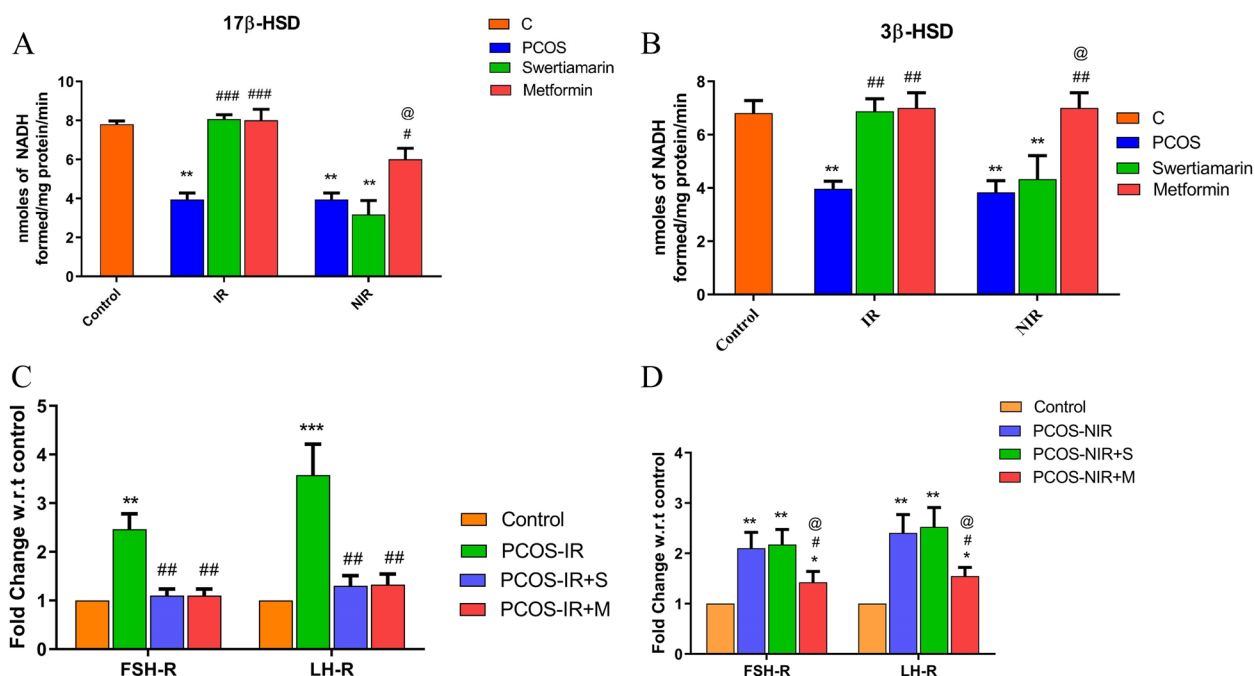 A
17β-HSD
C
PCOS
Swertiamarin
Metformin
nmoles of NADH
formed/mg protein/min
10
8
6
4
2
0
**
###
###
**
**
@
#
Control
IR
NIR
B
3β-HSD
C
PCOS
Swertiamarin
Metformin
nmoles of NADH
formed/mg protein/min
8
6
4
2
0
**
##
##
**
**
@
##
Control
IR
NIR
C
Fold Change w.r.t control
5
4
3
2
1
0
**
##
##
***
##
##
FSH-R
LH-R
Control
PCOS-IR
PCOS-IR+S
PCOS-IR+M
D
Fold Change w.r.t control
4
3
2
1
0
**
**
@
#
*
**
**
@
#
*
FSH-R
LH-R
Control
PCOS-NIR
PCOS-NIR+S
PCOS-NIR+M